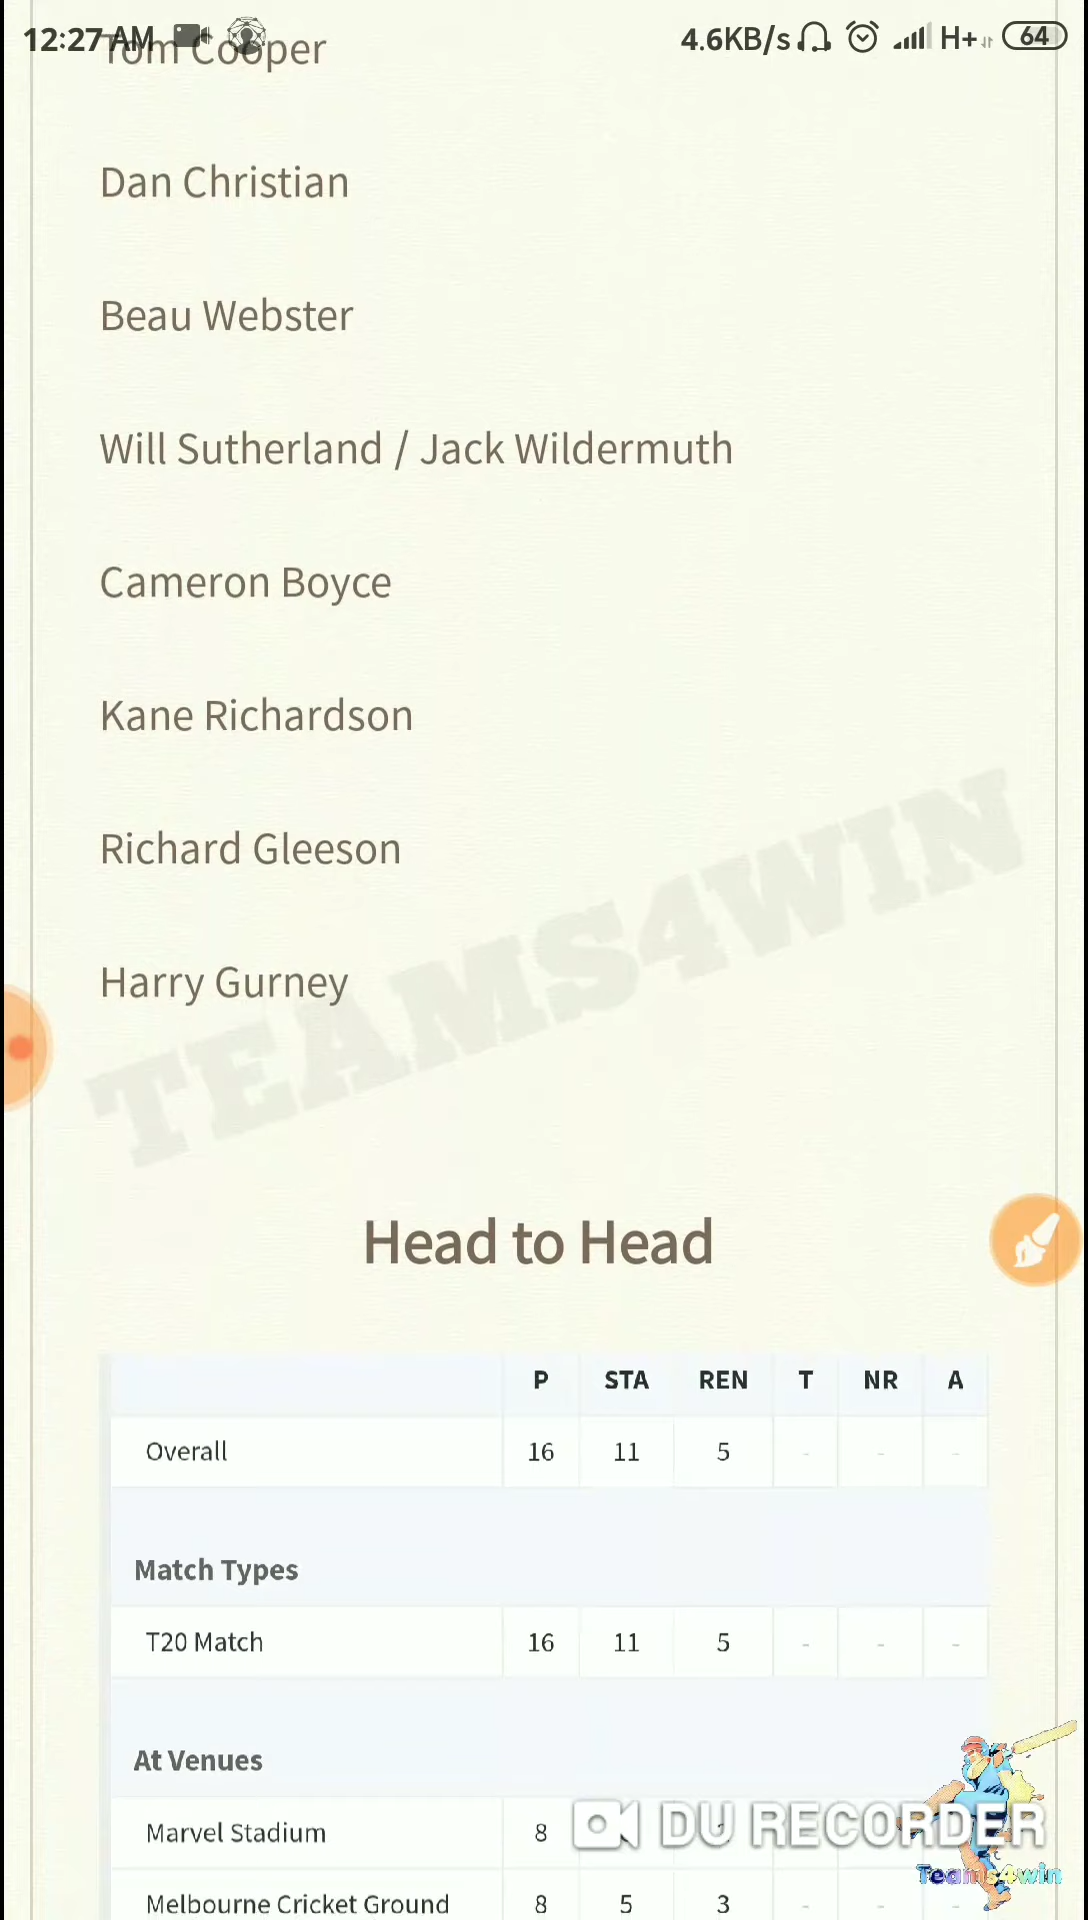 12:27 AM 4.6KB/s H+ 64
Tom Cooper
Dan Christian
Beau Webster
Will Sutherland / Jack Wildermuth
Cameron Boyce
Kane Richardson
Richard Gleeson
Harry Gurney
TEAMS4WIN
Head to Head
P STA REN T NR A
Overall 16 11 5 - - -
Match Types
T20 Match 16 11 5 - - -
At Venues
Marvel Stadium 8
DU RECORDER
Teams4win
Melbourne Cricket Ground 8 5 3 - - -